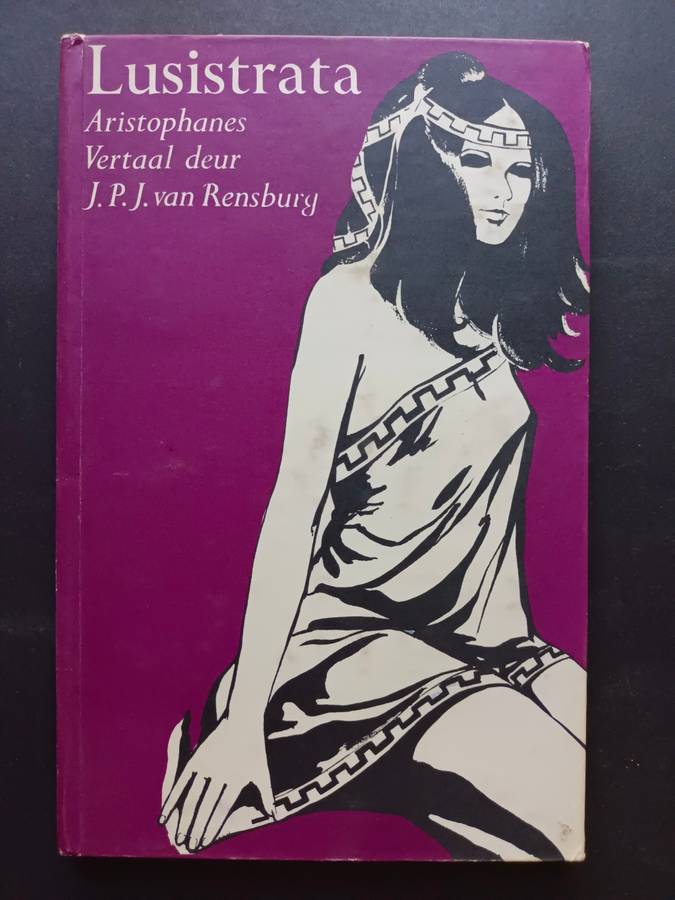 Lusistrata
Aristophanes
Vertaal deur
J. P. J. van Rensburg